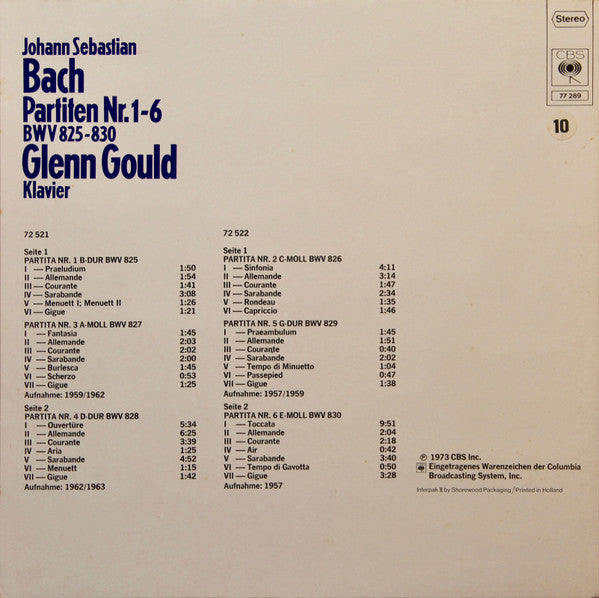 Johann Sebastian
Bach
Partiten Nr.1-6
BWV 825-830
Glenn Gould
Klavier
Stereo
CBS
77 289
10
72 521
Seite 1
PARTITA NR. 1 B-DUR BWV 825
I — Praeludium 1:50
II — Allemande 1:54
III — Courante 1:41
IV — Sarabande 3:08
V — Menuett I; Menuett II 1:26
VI — Gigue 1:21
PARTITA NR. 3 A-MOLL BWV 827
I — Fantasia 1:45
II — Allemande 2:03
III — Courante 2:02
IV — Sarabande 2:00
V — Burlesca 1:45
VI — Scherzo 0:53
VII — Gigue 1:25
Aufnahme: 1959/1962
Seite 2
PARTITA NR. 4 D-DUR BWV 828
I — Ouvertüre 5:34
II — Allemande 6:25
III — Courante 3:39
IV — Aria 1:25
V — Sarabande 4:52
VI — Menuett 1:15
VII — Gigue 1:42
Aufnahme: 1962/1963
72 522
Seite 1
PARTITA NR. 2 C-MOLL BWV 826
I — Sinfonia 4:11
II — Allemande 3:14
III — Courante 1:47
IV — Sarabande 2:34
V — Rondeau 1:35
VI — Capriccio 1:46
PARTITA NR. 5 G-DUR BWV 829
I — Praeambulum 1:45
II — Allemande 1:51
III — Courante 0:40
IV — Sarabande 2:02
V — Tempo di Minuetto 1:04
VI — Passepied 0:47
VII — Gigue 1:38
Aufnahme: 1957/1959
Seite 2
PARTITA NR. 6 E-MOLL BWV 830
I — Toccata 9:51
II — Allemande 2:04
III — Courante 2:18
IV — Air 0:42
V — Sarabande 3:40
VI — Tempo di Gavotta 0:50
VII — Gigue 3:28
Aufnahme: 1957
℗ 1973 CBS Inc.
Eingetragenes Warenzeichen der Columbia
Broadcasting System, Inc.
Interpak II by Shorewood Packaging/Printed in Holland